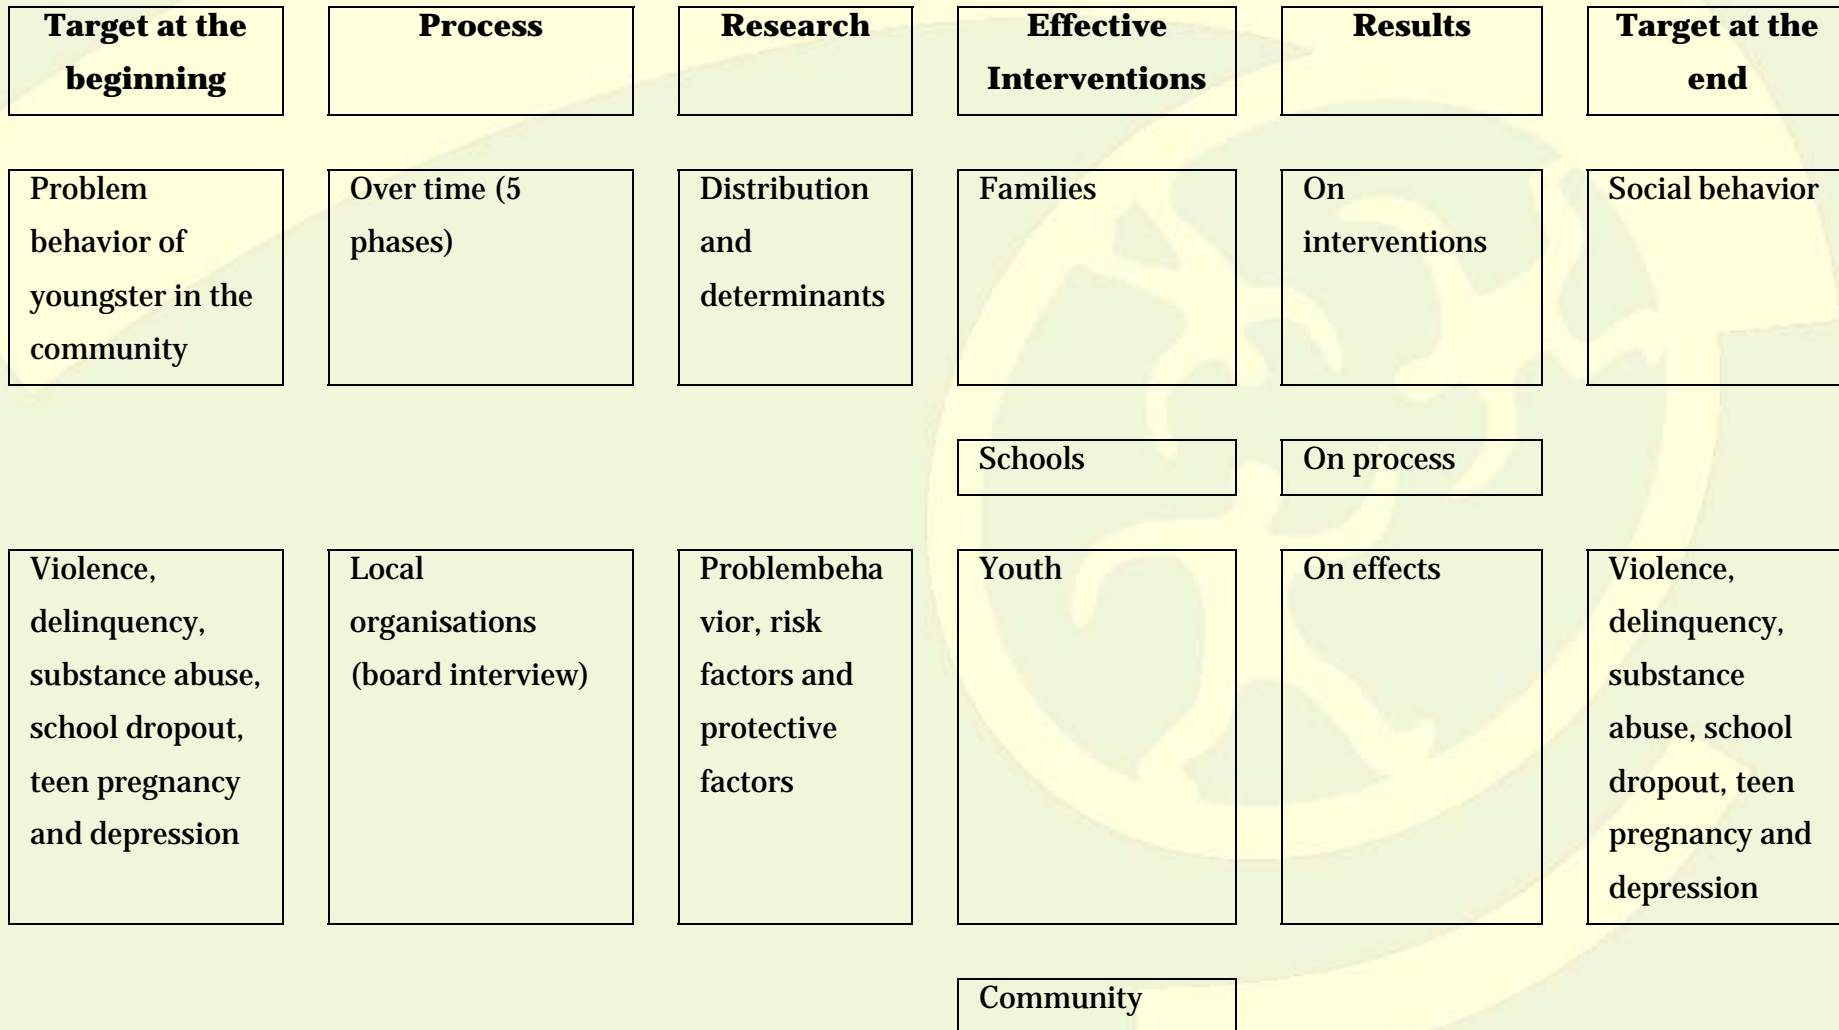 Target at the
beginning
Process
Research
Effective
Interventions
Results
Target at the
end
Problem
behavior of
youngster in the
community
Over time (5
phases)
Distribution
and
determinants
Families
On
interventions
Social behavior
Schools
On process
Violence,
delinquency,
substance abuse,
school dropout,
teen pregnancy
and depression
Local
organisations
(board interview)
Problembeha
vior, risk
factors and
protective
factors
Youth
On effects
Violence,
delinquency,
substance
abuse, school
dropout, teen
pregnancy and
depression
Community